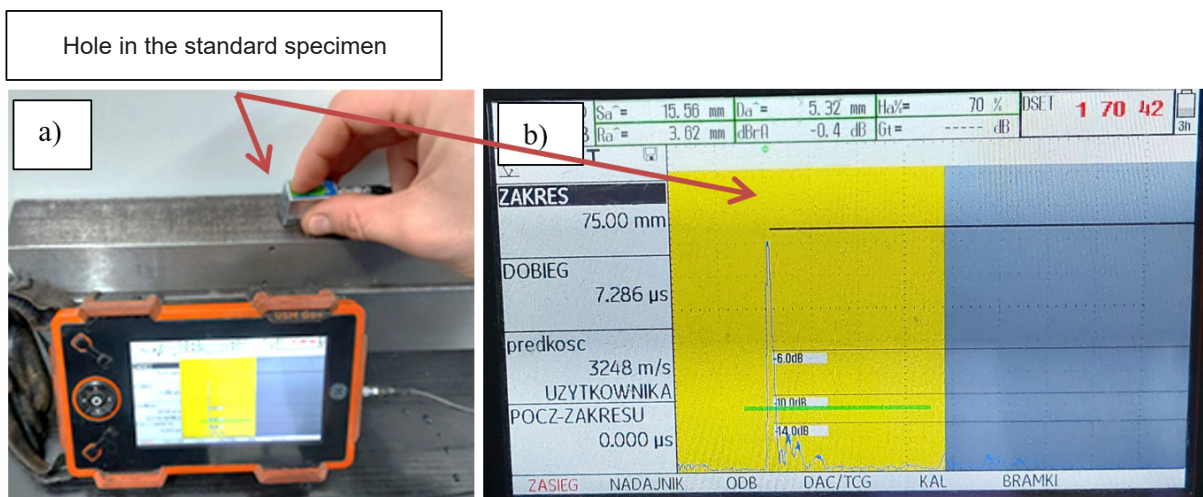 Hole in the standard specimen
a)
USM Go+
b)
Sa^= 15.56 mm Da^= 5.32 mm Ha%= 70 % DSET 1 70 42
Ra^= 3.62 mm dBrA -0.4 dB Gt= ----- dB
3h
T
ZAKRES
75.00 mm
DOBIEG
7.286 µs
predkosc
3248 m/s
UZYTKOWNIKA
POCZ-ZAKRESU
0.000 µs
-6.0dB
-10.0dB
-14.0dB
ZASIEG NADAJNIK ODB DAC/TCG KAL BRAMKI